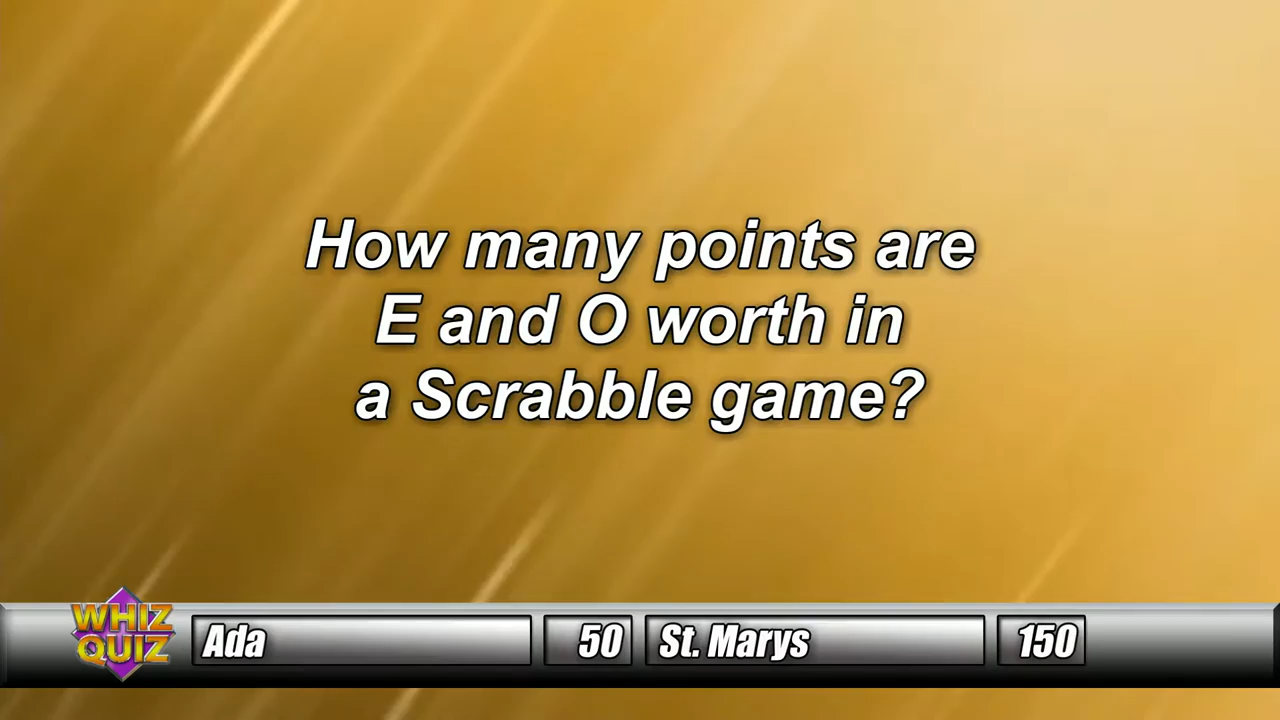 How many points are
E and O worth in
a Scrabble game?
WHIZ
QUIZ
Ada 50 St. Marys 150